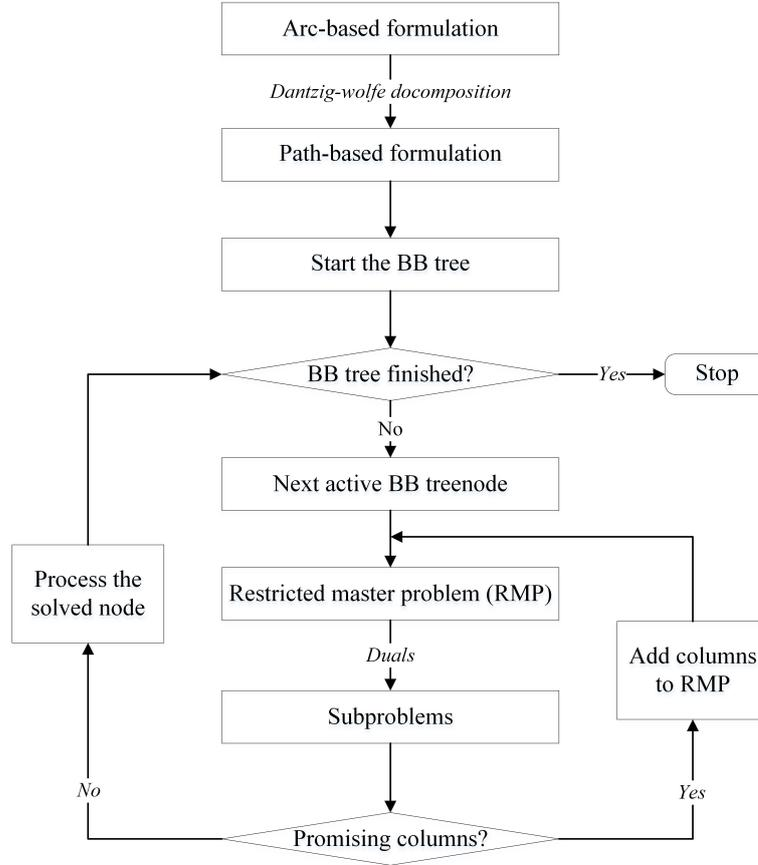 Arc-based formulation
Dantzig-wolfe docomposition
Path-based formulation
Start the BB tree
BB tree finished?
Yes
Stop
No
Next active BB treenode
Process the
solved node
Restricted master problem (RMP)
Duals
Add columns
to RMP
Subproblems
No
Yes
Promising columns?